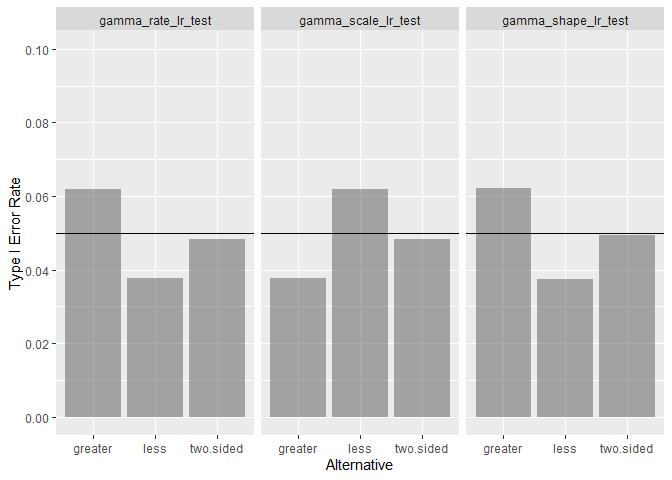 gamma_rate_lr_test gamma_scale_lr_test gamma_shape_lr_test
0.10
0.08
0.06
0.04
0.02
0.00
Type I Error Rate
greater less two.sided greater less two.sided greater less two.sided
Alternative